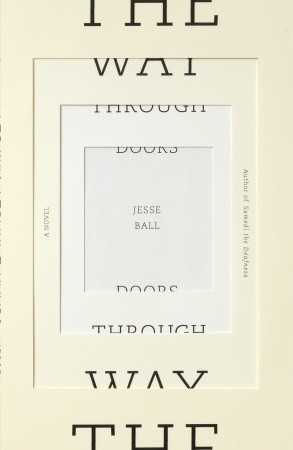 THE
WAY
THROUGH
DOORS
JESSE
BALL
A NOVEL
Author of Samedi the Deafness
DOORS
THROUGH
WAY
THE